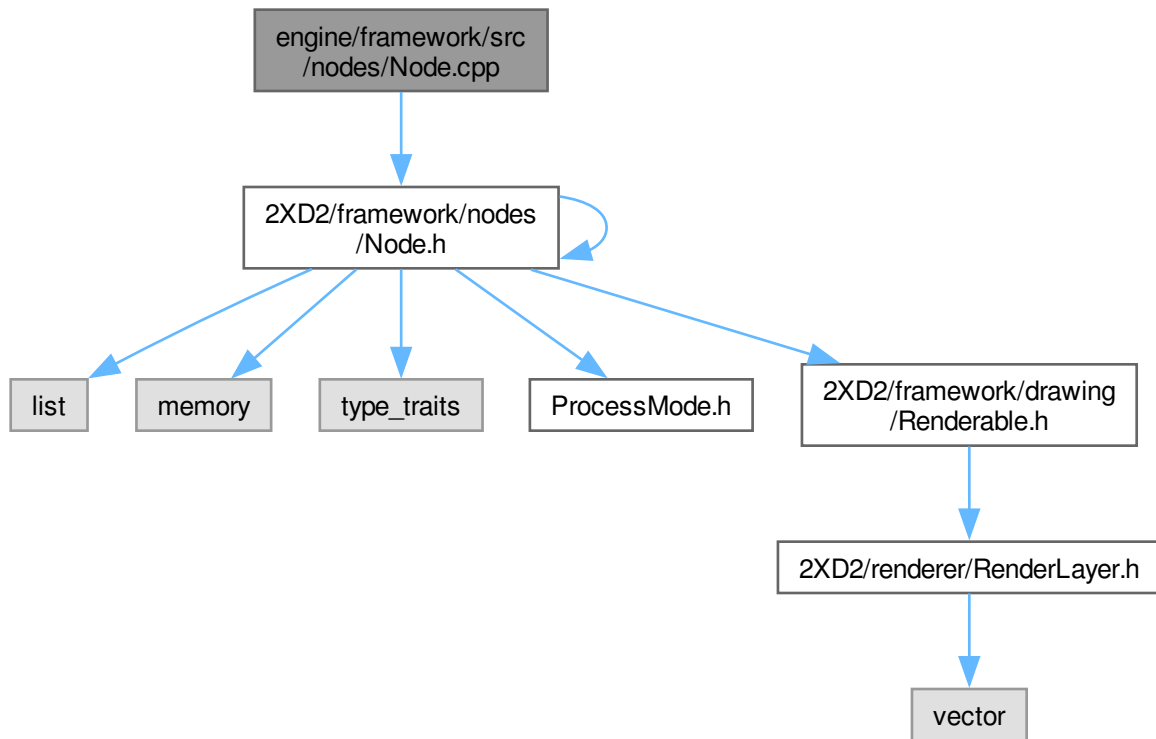 engine/framework/src
/nodes/Node.cpp
2XD2/framework/nodes
/Node.h
list
memory
type_traits
ProcessMode.h
2XD2/framework/drawing
/Renderable.h
2XD2/renderer/RenderLayer.h
vector